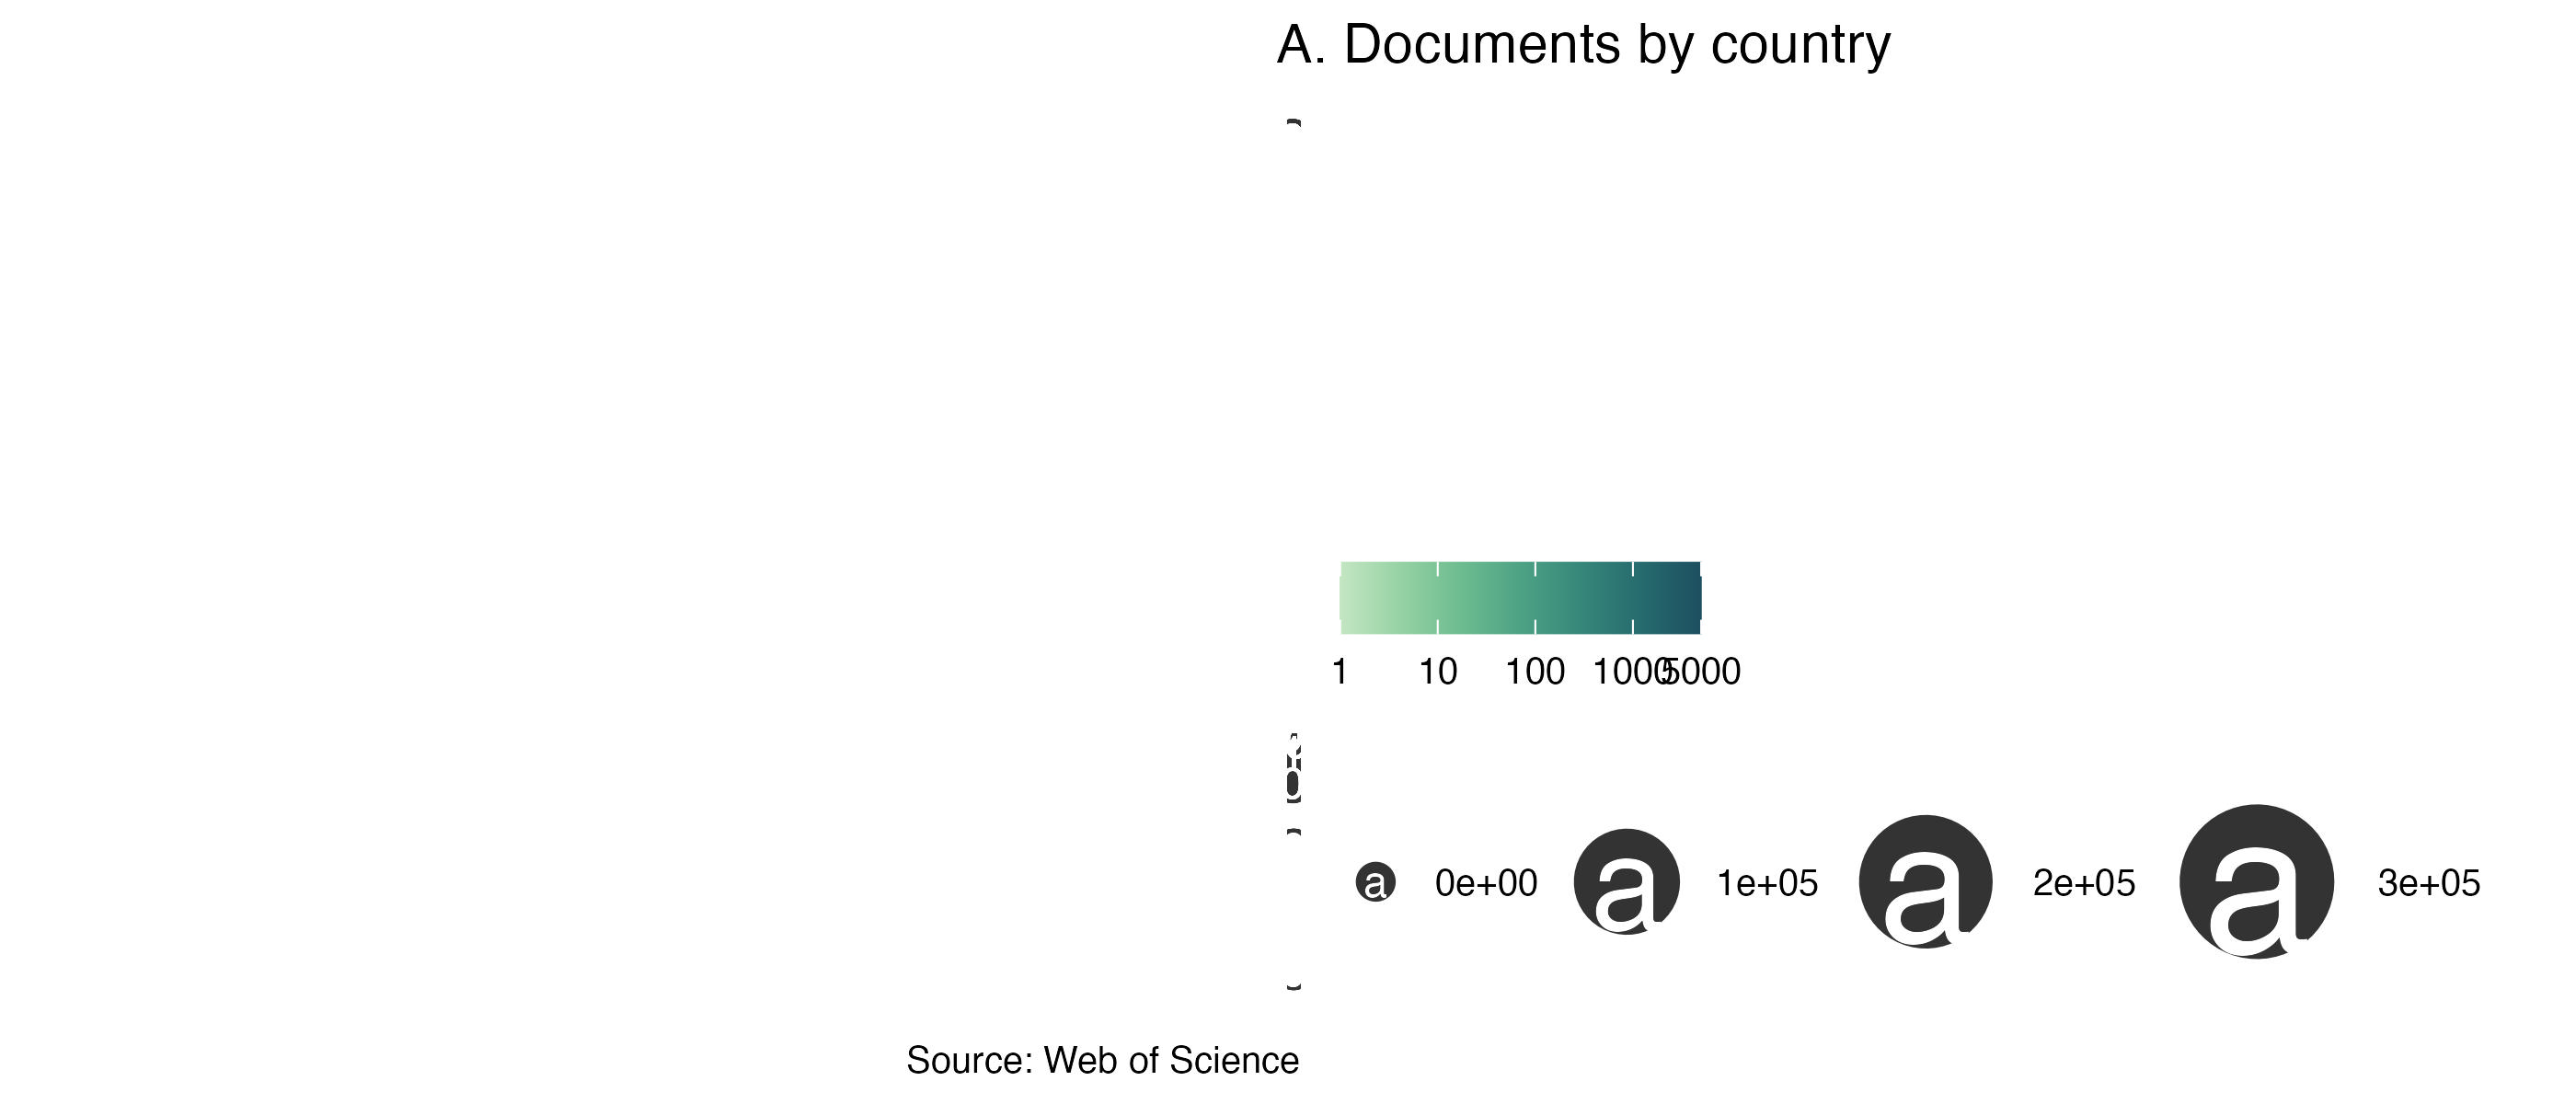 A. Documents by country
1 10 100 1000 5000
a 0e+00 a 1e+05 a 2e+05 a 3e+05
Source: Web of Science